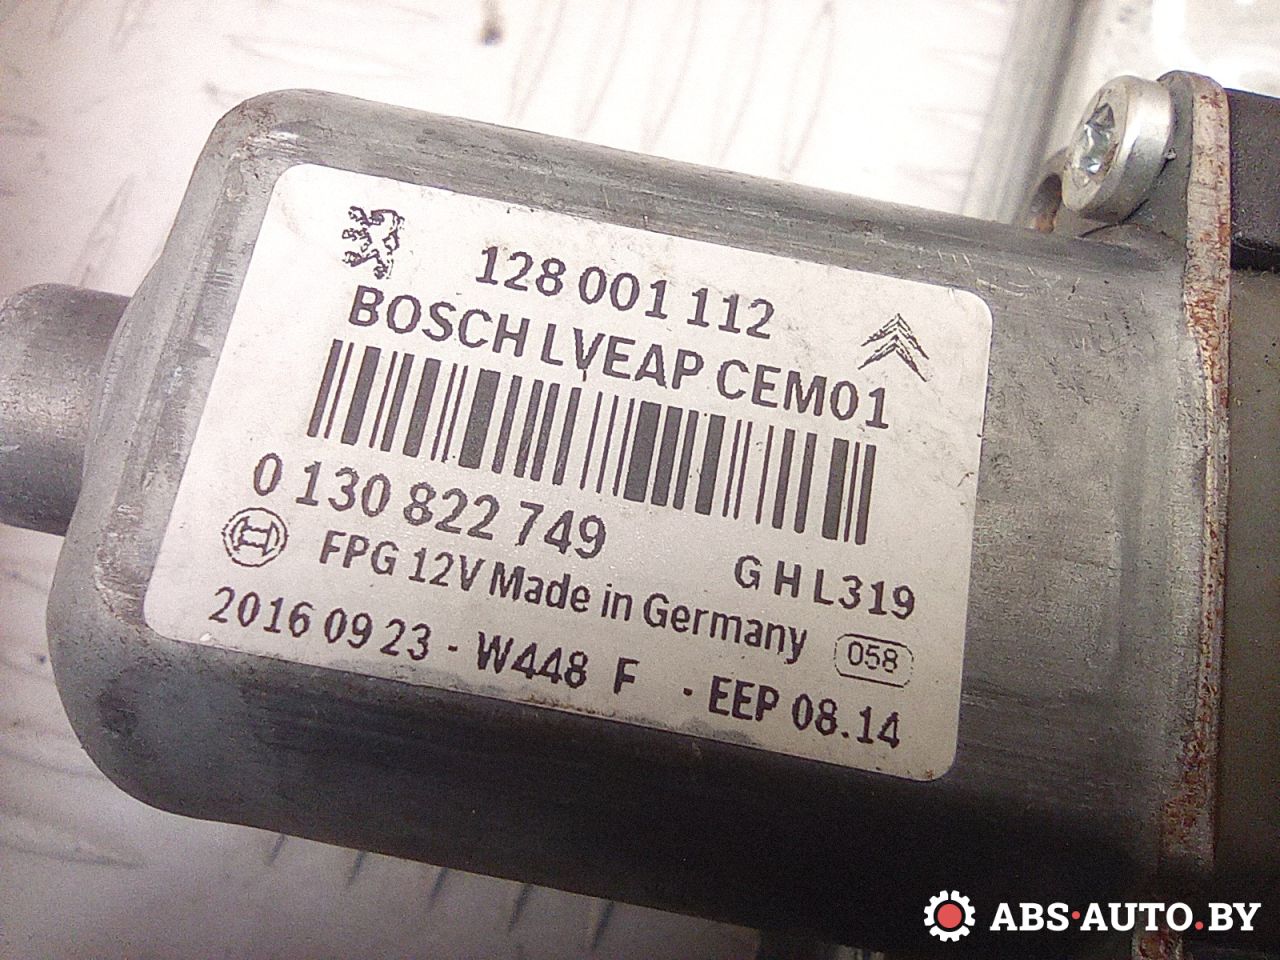 128 001 112
BOSCH LVEAP CEM01
0 130 822 749
G H L319
FPG 12V Made in Germany
058
2016 09 23 - W448 F - EEP 08.14
ABS-AUTO.BY